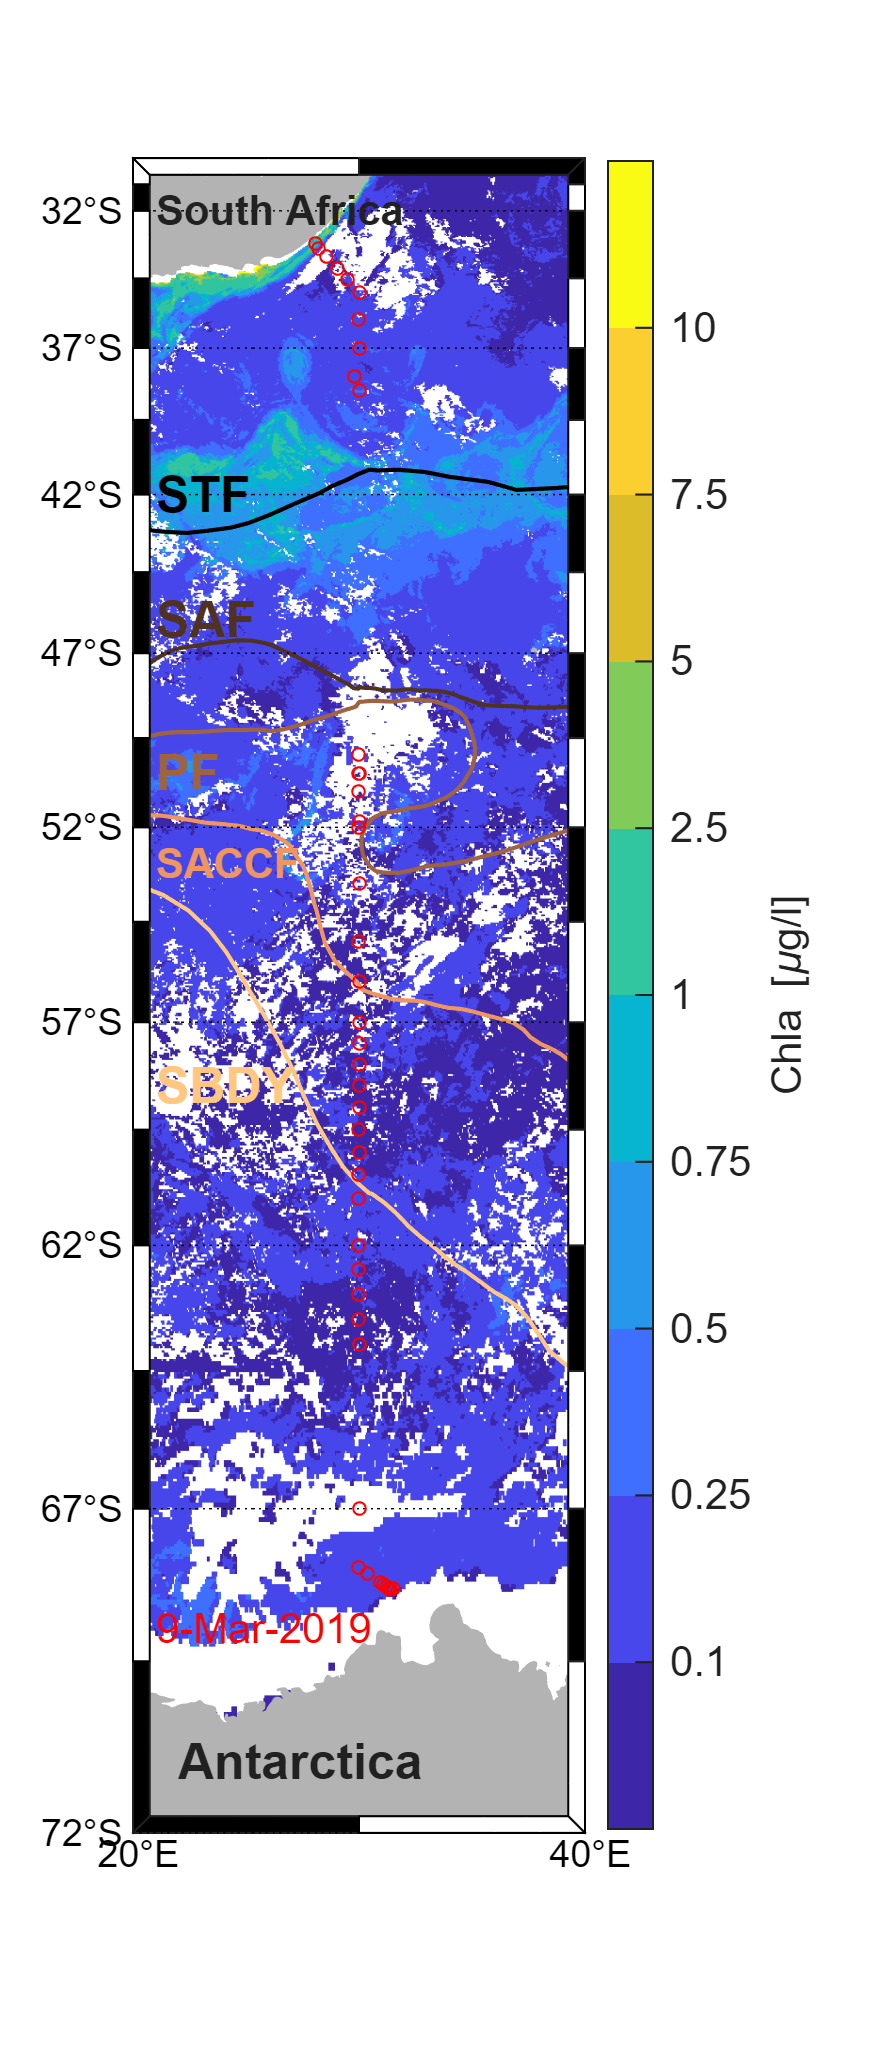 South Africa
32°S
37°S
42°S
47°S
52°S
57°S
62°S
67°S
72°S
STF
SAF
PF
SACCF
SBDY
9-Mar-2019
Antarctica
20°E
40°E
10
7.5
5
2.5
1
0.75
0.5
0.25
0.1
Chla [µg/l]